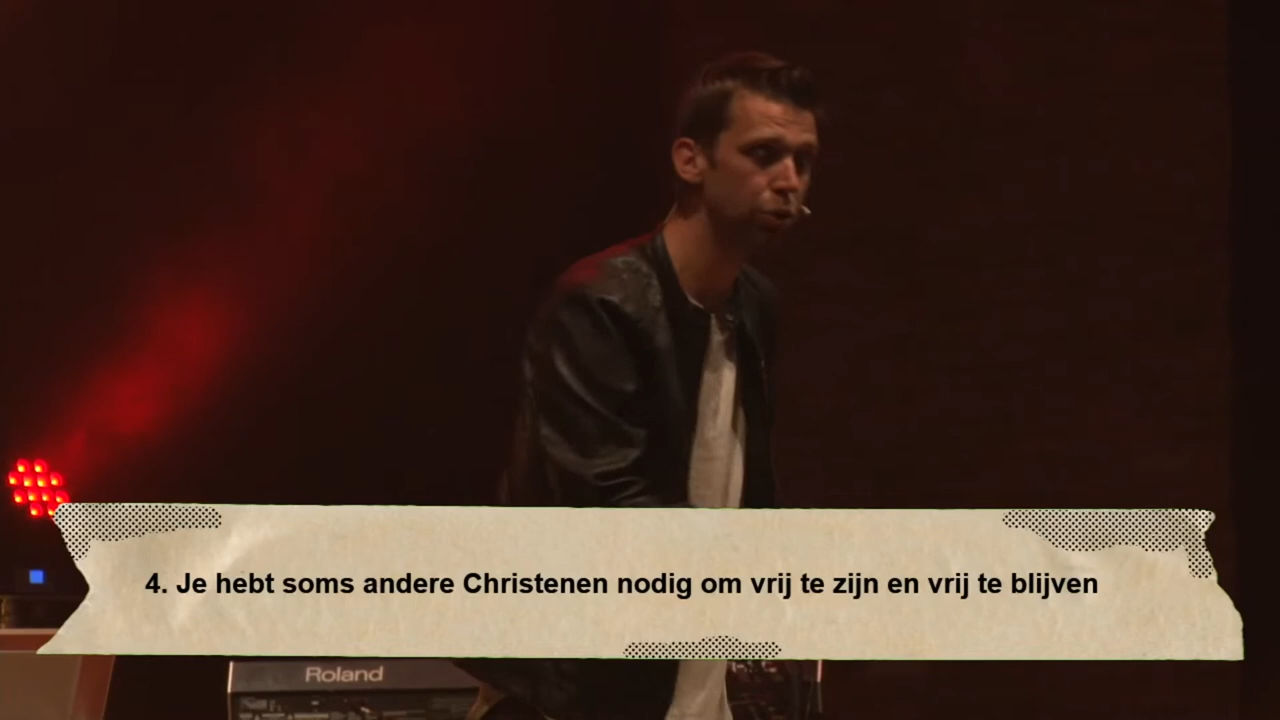 4. Je hebt soms andere Christenen nodig om vrij te zijn en vrij te blijven
Roland